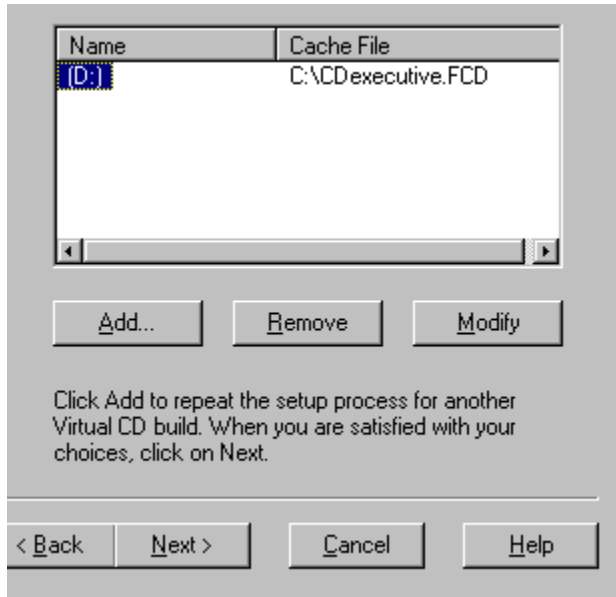 Name Cache File
(D:) C:\CDexecutive.FCD
Add... Remove Modify
Click Add to repeat the setup process for another
Virtual CD build. When you are satisfied with your
choices, click on Next.
< Back Next > Cancel Help